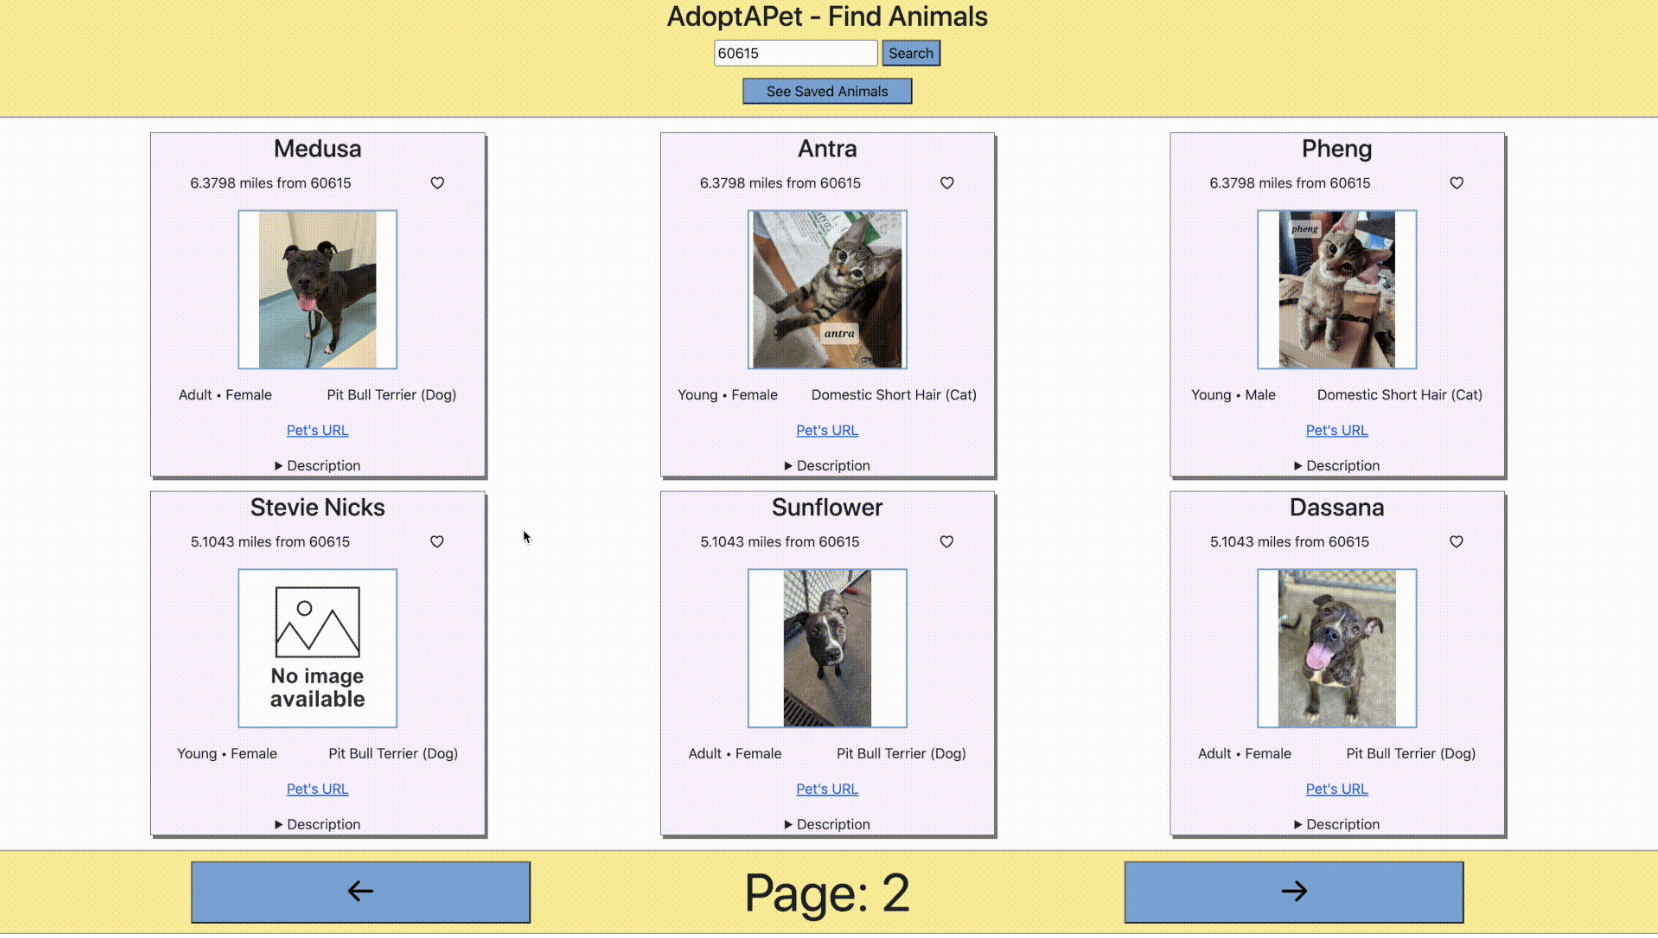 AdoptAPet - Find Animals
60615
Search
See Saved Animals
Medusa
6.3798 miles from 60615
Adult • Female
Pit Bull Terrier (Dog)
Pet's URL
Description
Antra
6.3798 miles from 60615
antra
Young • Female
Domestic Short Hair (Cat)
Pet's URL
Description
Pheng
6.3798 miles from 60615
pheng
Young • Male
Domestic Short Hair (Cat)
Pet's URL
Description
Stevie Nicks
5.1043 miles from 60615
No image
available
Young • Female
Pit Bull Terrier (Dog)
Pet's URL
Description
Sunflower
5.1043 miles from 60615
Adult • Female
Pit Bull Terrier (Dog)
Pet's URL
Description
Dassana
5.1043 miles from 60615
Adult • Female
Pit Bull Terrier (Dog)
Pet's URL
Description
Page: 2